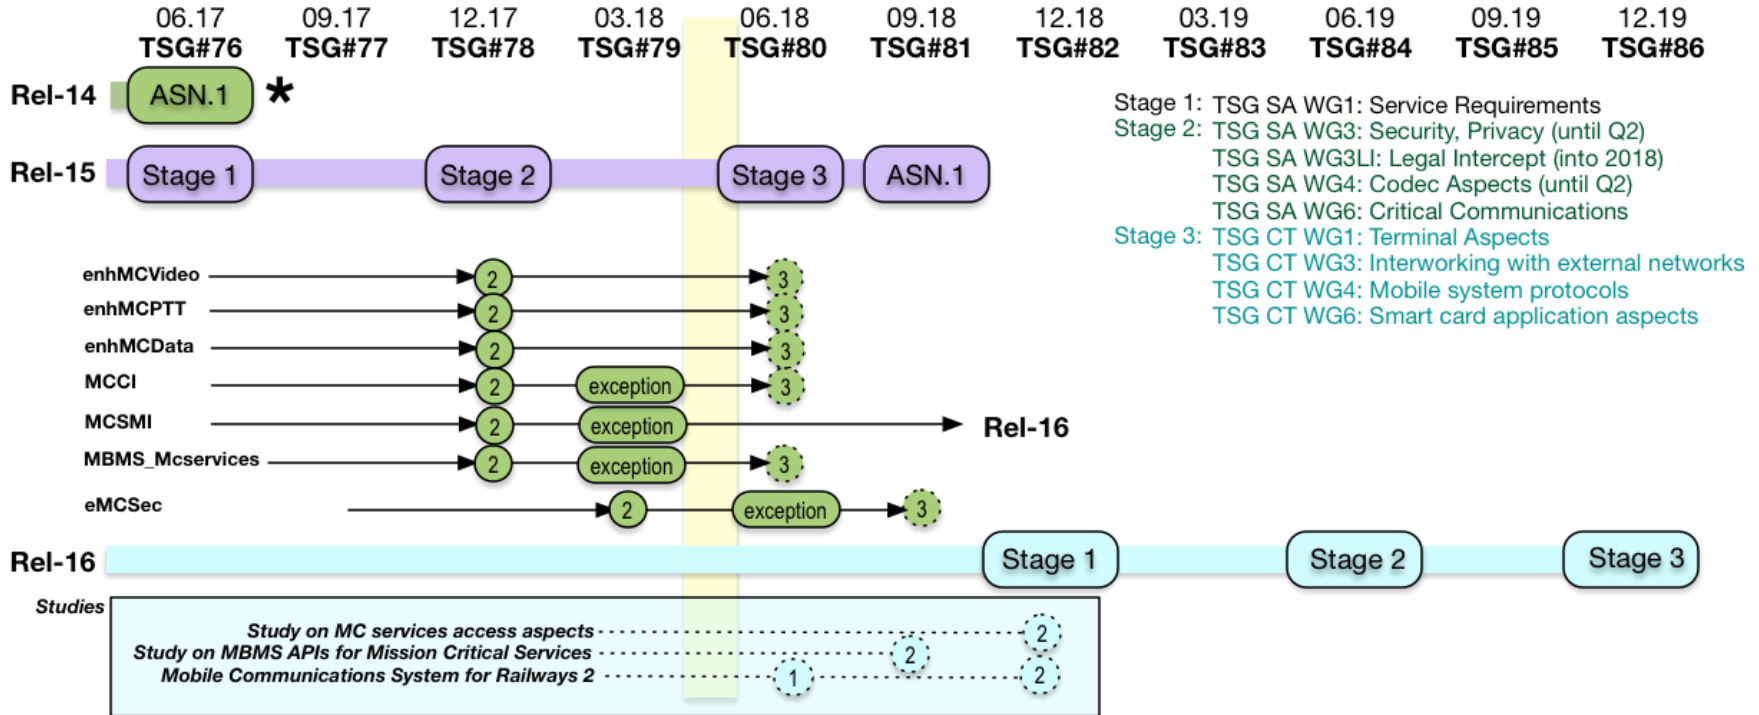 06.17 09.17 12.17 03.18 06.18 09.18 12.18 03.19 06.19 09.19 12.19
TSG#76 TSG#77 TSG#78 TSG#79 TSG#80 TSG#81 TSG#82 TSG#83 TSG#84 TSG#85 TSG#86
Rel-14 ASN.1 *
Stage 1: TSG SA WG1: Service Requirements
Stage 2: TSG SA WG3: Security, Privacy (until Q2)
TSG SA WG3LI: Legal Intercept (into 2018)
TSG SA WG4: Codec Aspects (until Q2)
TSG SA WG6: Critical Communications
Stage 3: TSG CT WG1: Terminal Aspects
TSG CT WG3: Interworking with external networks
TSG CT WG4: Mobile system protocols
TSG CT WG6: Smart card application aspects
Rel-15 Stage 1 Stage 2 Stage 3 ASN.1
enhMCVideo 2 3
enhMCPTT 2 3
enhMCData 2 3
MCCI 2 exception 3
MCSMI 2 exception Rel-16
MBMS_Mcservices 2 exception 3
eMCSec 2 exception 3
Rel-16 Stage 1 Stage 2 Stage 3
Studies
Study on MC services access aspects 2
Study on MBMS APIs for Mission Critical Services 2
Mobile Communications System for Railways 2 1 2